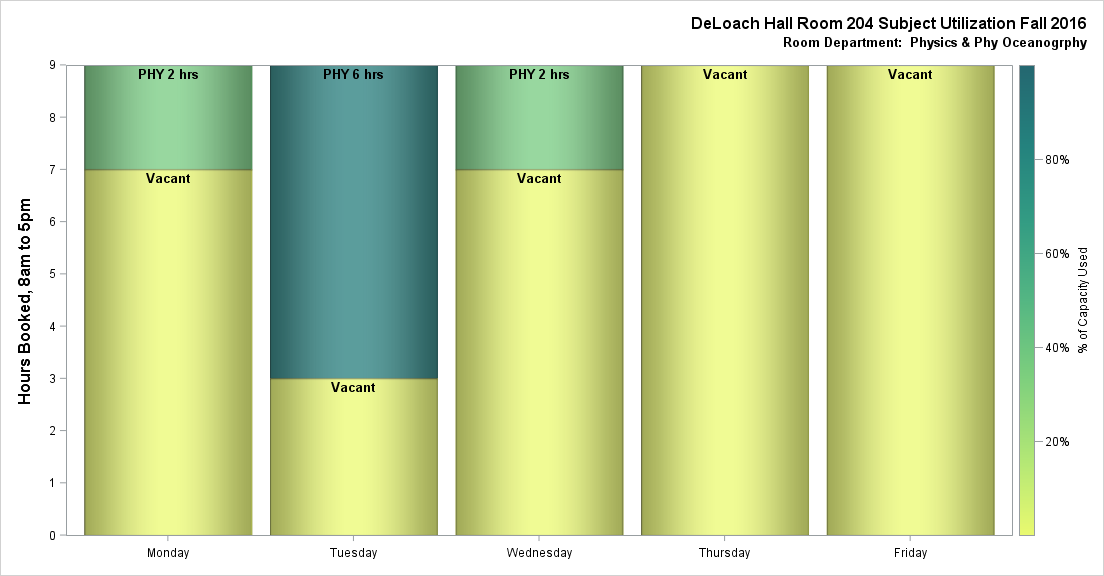 DeLoach Hall Room 204 Subject Utilization Fall 2016
Room Department:  Physics & Phy Oceanogrphy
Hours Booked, 8am to 5pm
9
8
7
6
5
4
3
2
1
0
PHY 2 hrs
Vacant
PHY 6 hrs
Vacant
PHY 2 hrs
Vacant
Vacant
Vacant
Monday
Tuesday
Wednesday
Thursday
Friday
80%
60%
40%
20%
% of Capacity Used